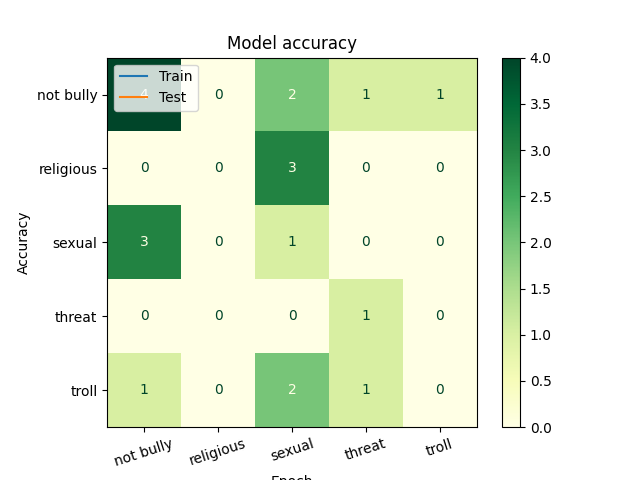 Model accuracy
Train
Test
not bully 4 0 2 1 1
religious 0 0 3 0 0
sexual 3 0 1 0 0
threat 0 0 0 1 0
troll 1 0 2 1 0
not bully religious sexual threat troll
Accuracy
Epoch
4.0
3.5
3.0
2.5
2.0
1.5
1.0
0.5
0.0